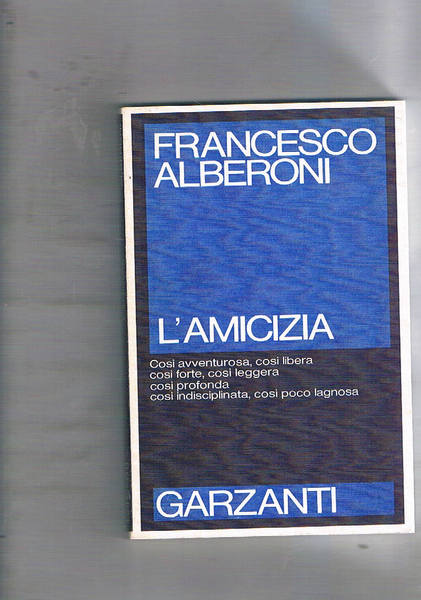 FRANCESCO
ALBERONI
L'AMICIZIA
Così avventurosa, così libera
così forte, così leggera
così profonda
così indisciplinata, così poco lagnosa
GARZANTI